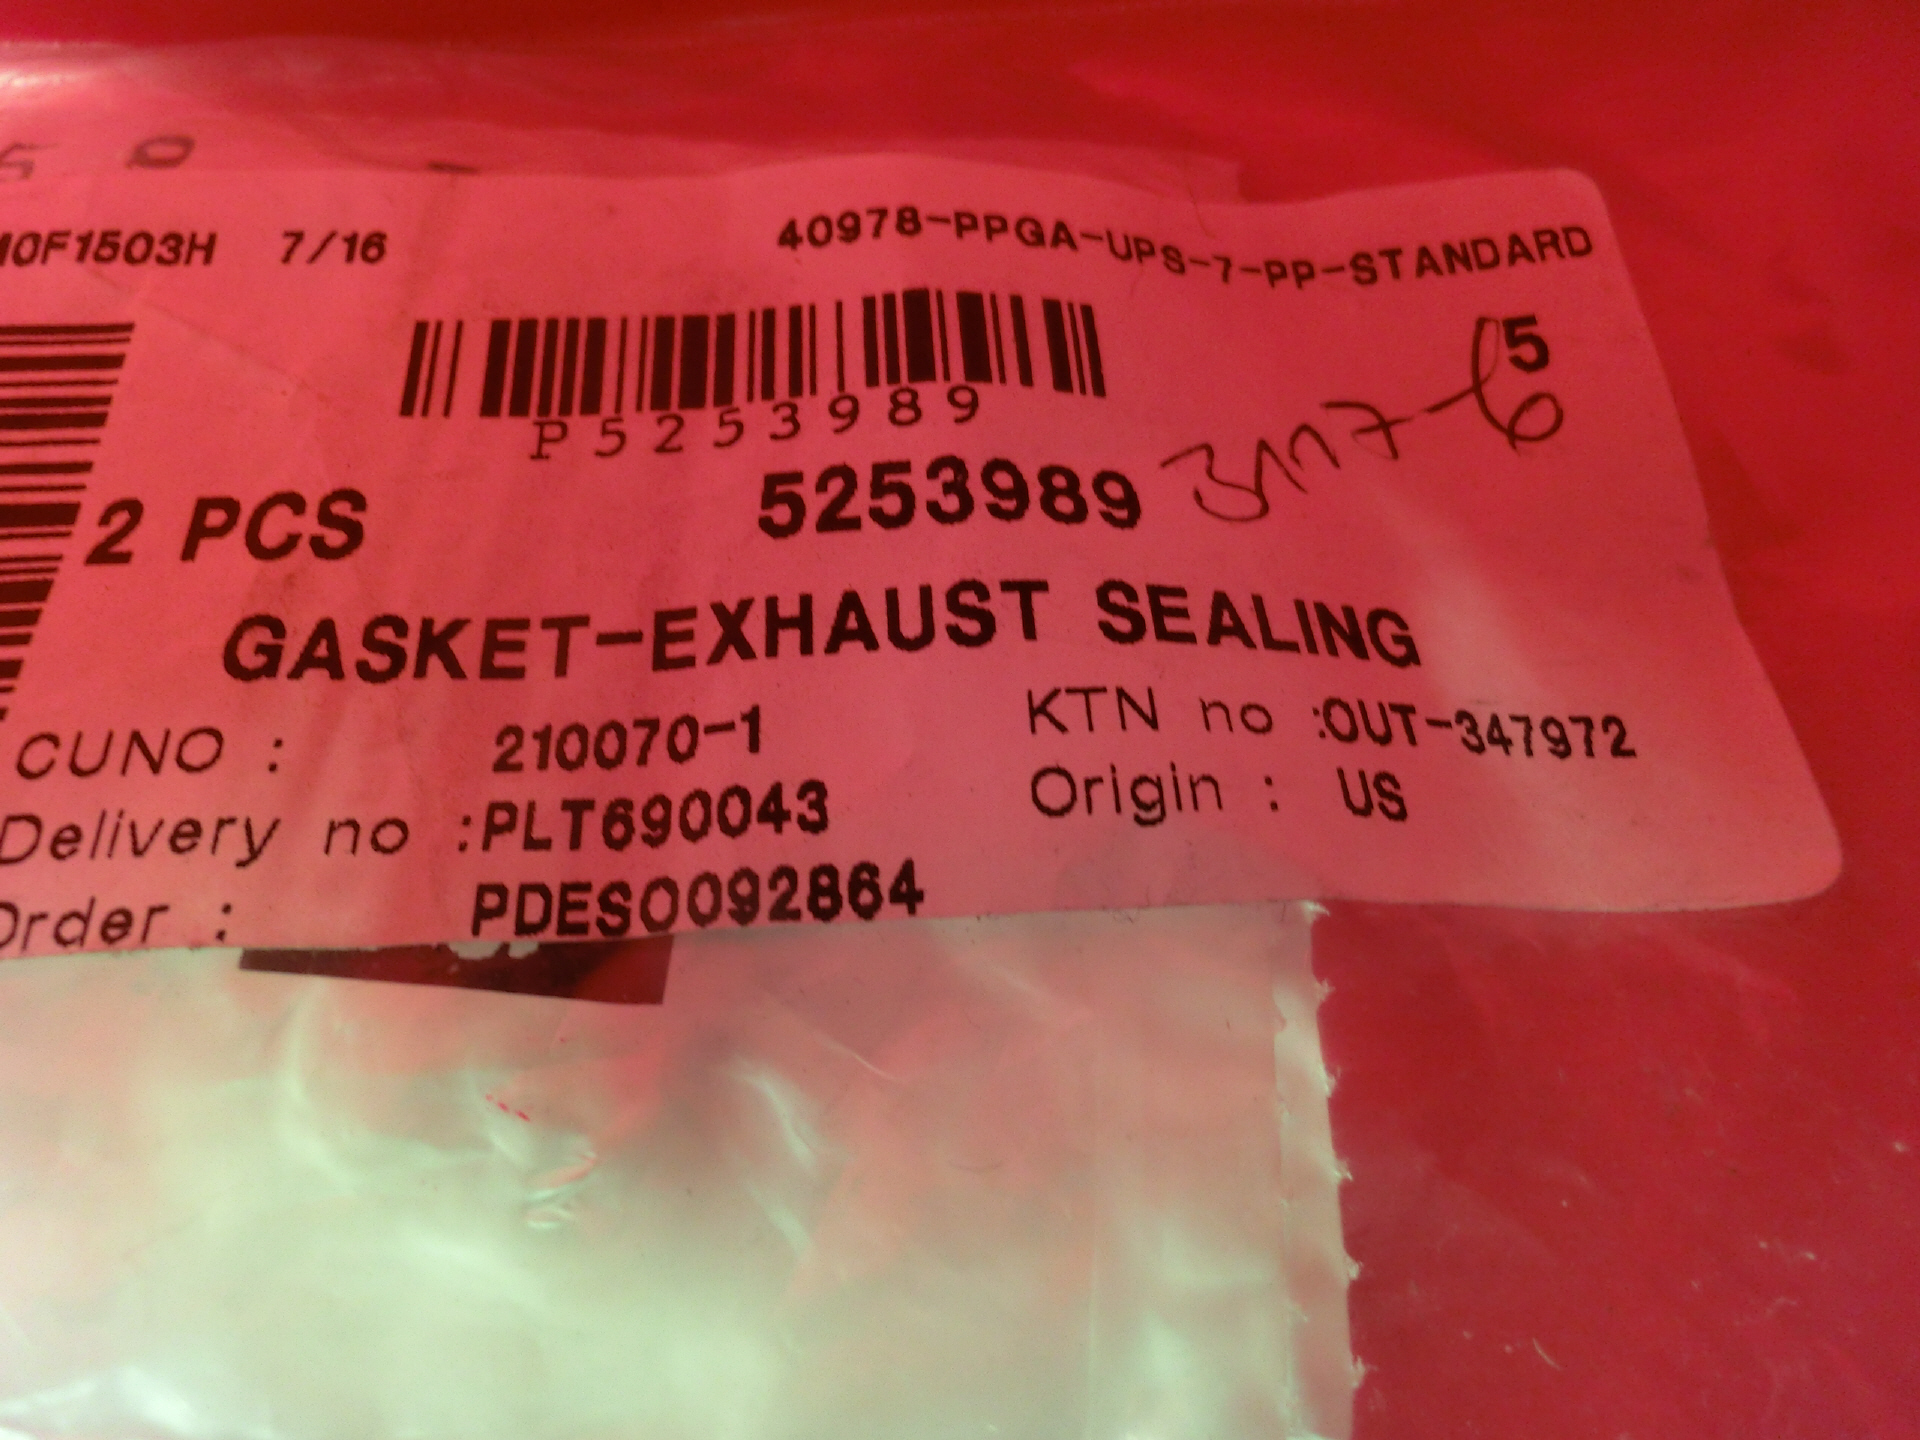 7/16
40978-PPGA-UPS-7-PP-STANDARD
5
P5253989
2 PCS 5253989
GASKET-EXHAUST SEALING
CUNO : 210070-1 KTN no :OUT-347972
Delivery no :PLT690043 Origin : US
Order : PDES0092864